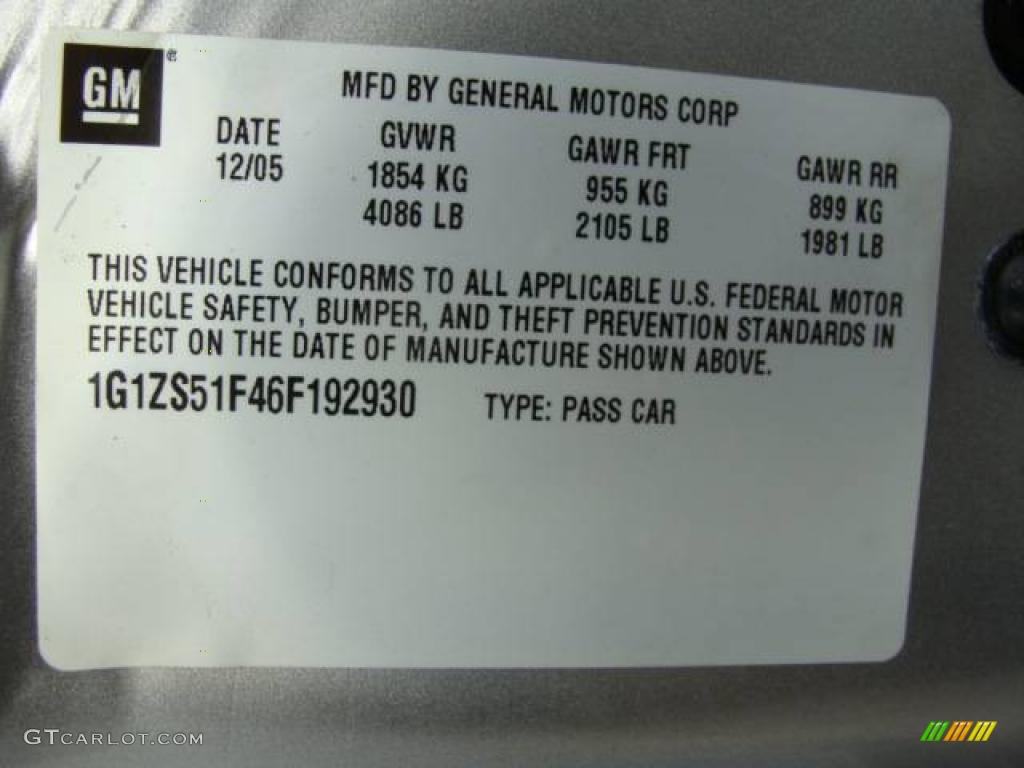 GM ®
MFD BY GENERAL MOTORS CORP
DATE GVWR GAWR FRT GAWR RR
12/05 1854 KG 955 KG 899 KG
4086 LB 2105 LB 1981 LB
THIS VEHICLE CONFORMS TO ALL APPLICABLE U.S. FEDERAL MOTOR
VEHICLE SAFETY, BUMPER, AND THEFT PREVENTION STANDARDS IN
EFFECT ON THE DATE OF MANUFACTURE SHOWN ABOVE.
1G1ZS51F46F192930 TYPE: PASS CAR
GTCARLOT.COM